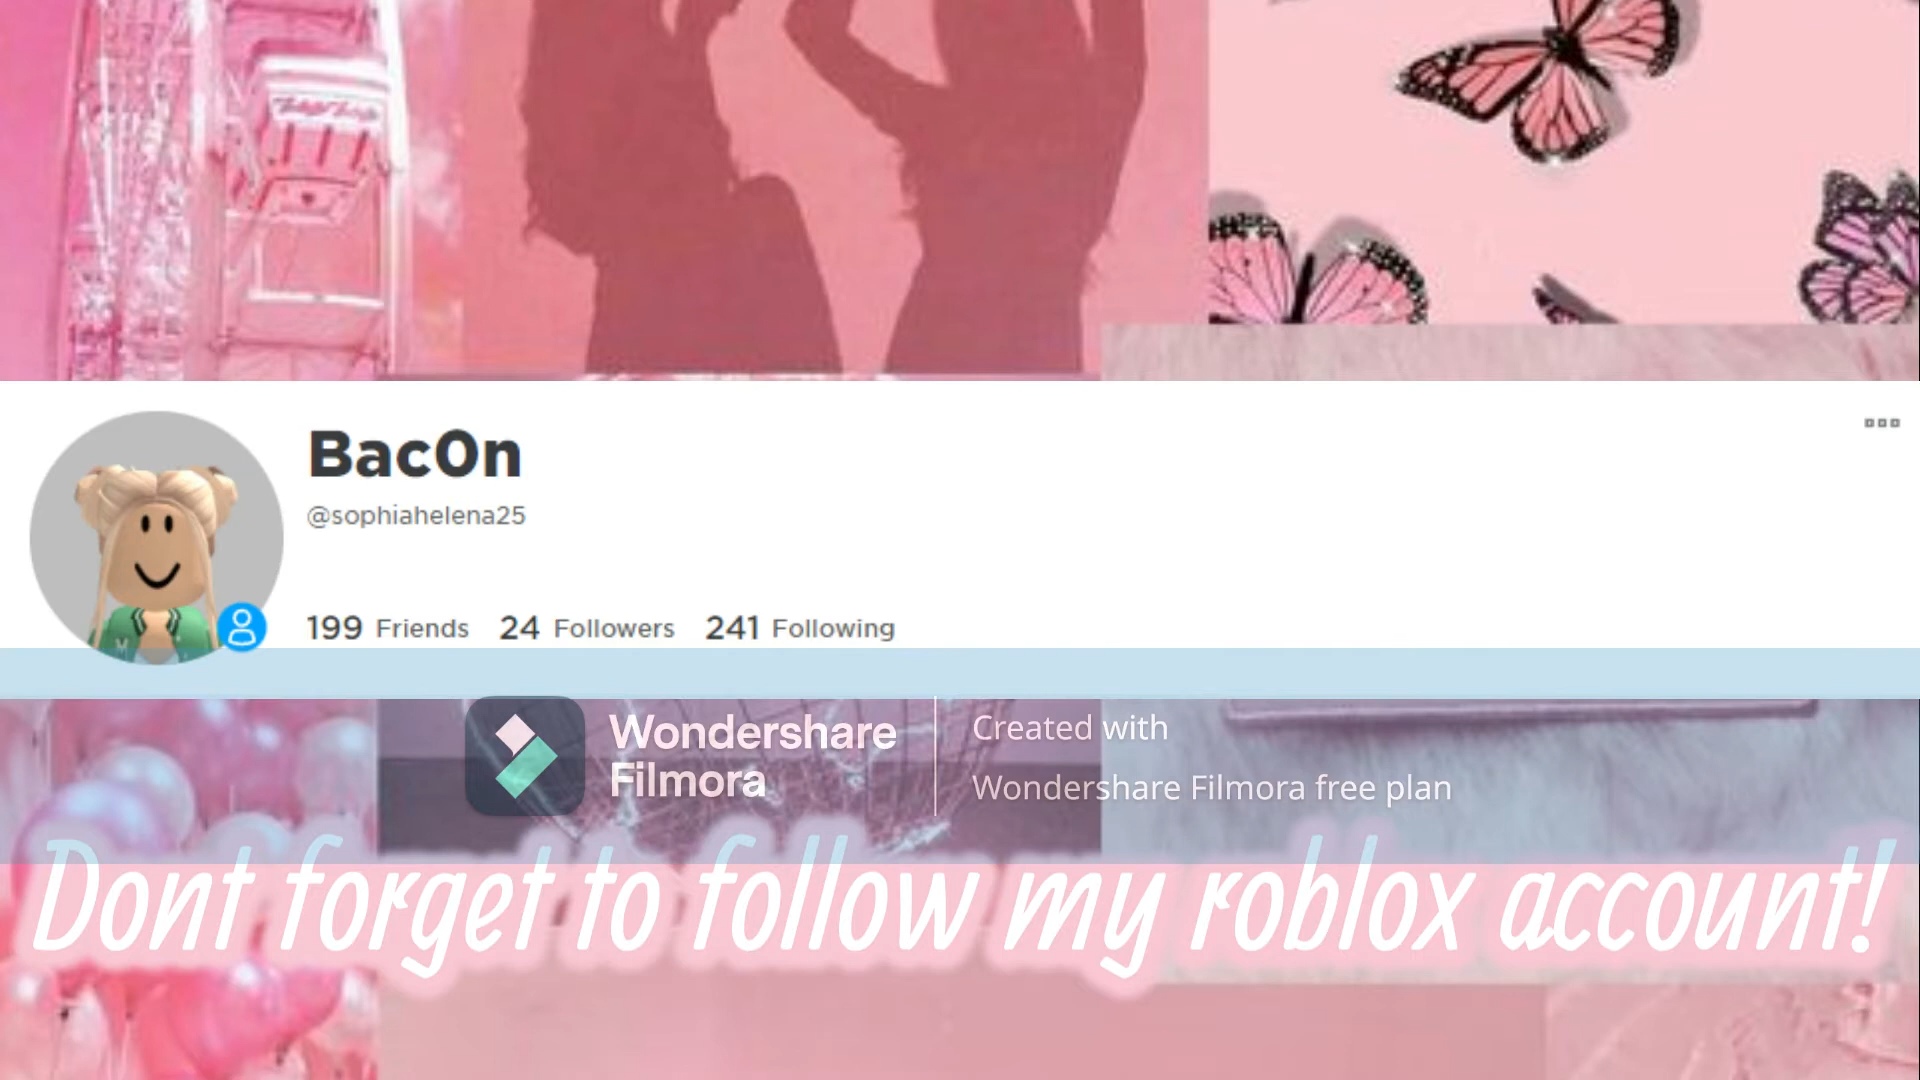 Bac0n
@sophiahelena25
199 Friends 24 Followers 241 Following
Wondershare
Filmora
Created with
Wondershare Filmora free plan
Dont forget to follow my roblox account!